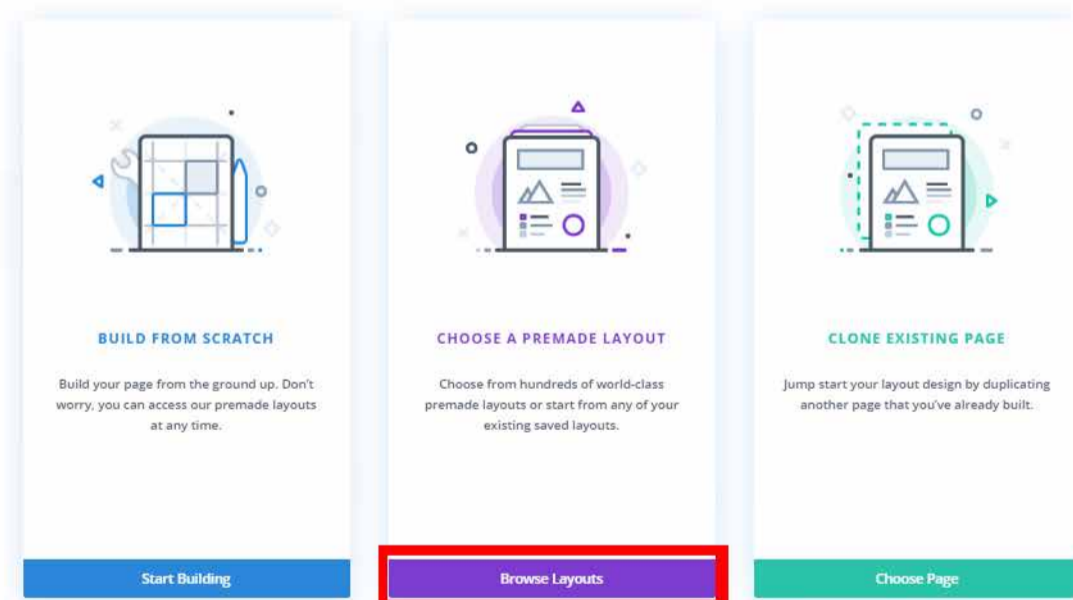 BUILD FROM SCRATCH
Build your page from the ground up. Don't
worry, you can access our premade layouts
at any time.
Start Building
CHOOSE A PREMADE LAYOUT
Choose from hundreds of world-class
premade layouts or start from any of your
existing saved layouts.
Browse Layouts
CLONE EXISTING PAGE
Jump start your layout design by duplicating
another page that you've already built.
Choose Page